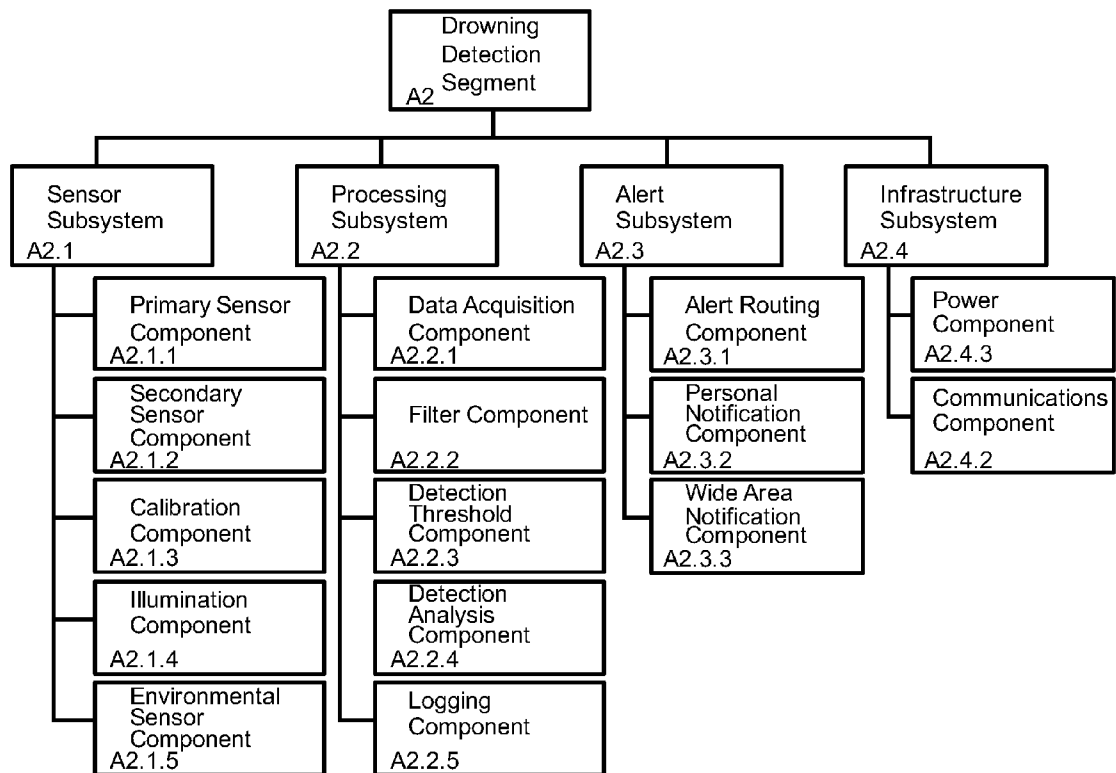 Drowning
Detection
Segment
A2
Sensor
Subsystem
A2.1
Processing
Subsystem
A2.2
Alert
Subsystem
A2.3
Infrastructure
Subsystem
A2.4
Primary Sensor
Component
A2.1.1
Secondary
Sensor
Component
A2.1.2
Calibration
Component
A2.1.3
Illumination
Component
A2.1.4
Environmental
Sensor
Component
A2.1.5
Data Acquisition
Component
A2.2.1
Filter Component
A2.2.2
Detection
Threshold
Component
A2.2.3
Detection
Analysis
Component
A2.2.4
Logging
Component
A2.2.5
Alert Routing
Component
A2.3.1
Personal
Notification
Component
A2.3.2
Wide Area
Notification
Component
A2.3.3
Power
Component
A2.4.3
Communications
Component
A2.4.2